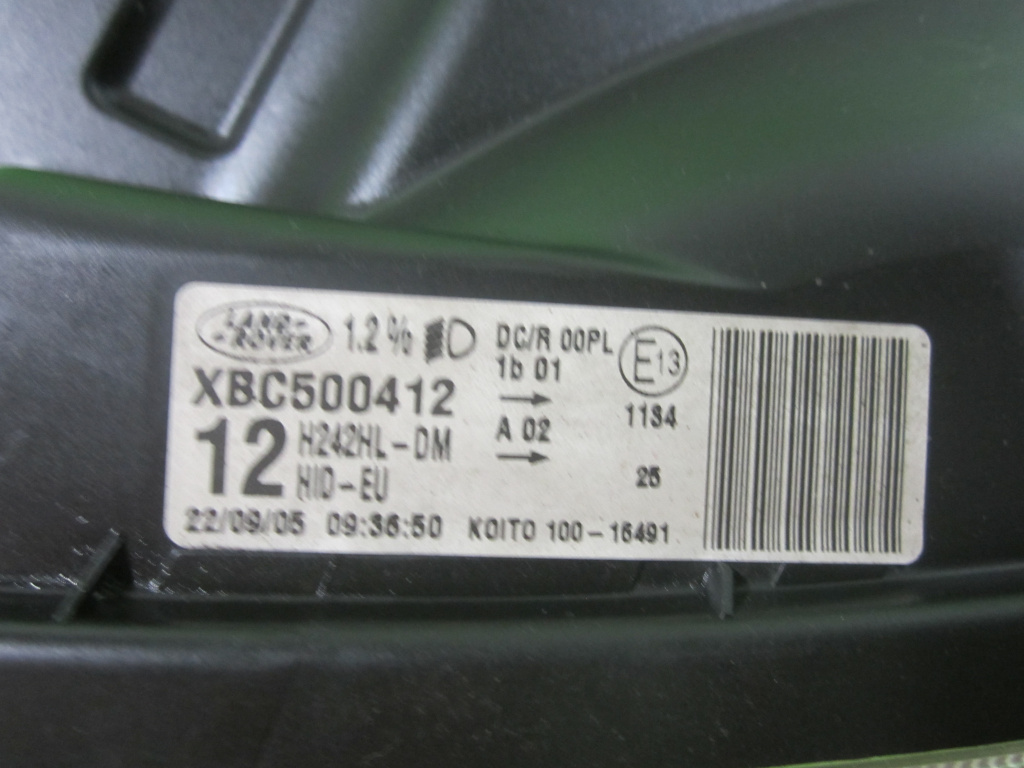 LAND-
-ROVER
1.2 %
DC/R 00PL
1b 01
E13
XBC500412
1134
12
H242HL-DM
HID-EU
A 02
25
22/09/05 09:36:50
KOITO 100-16491